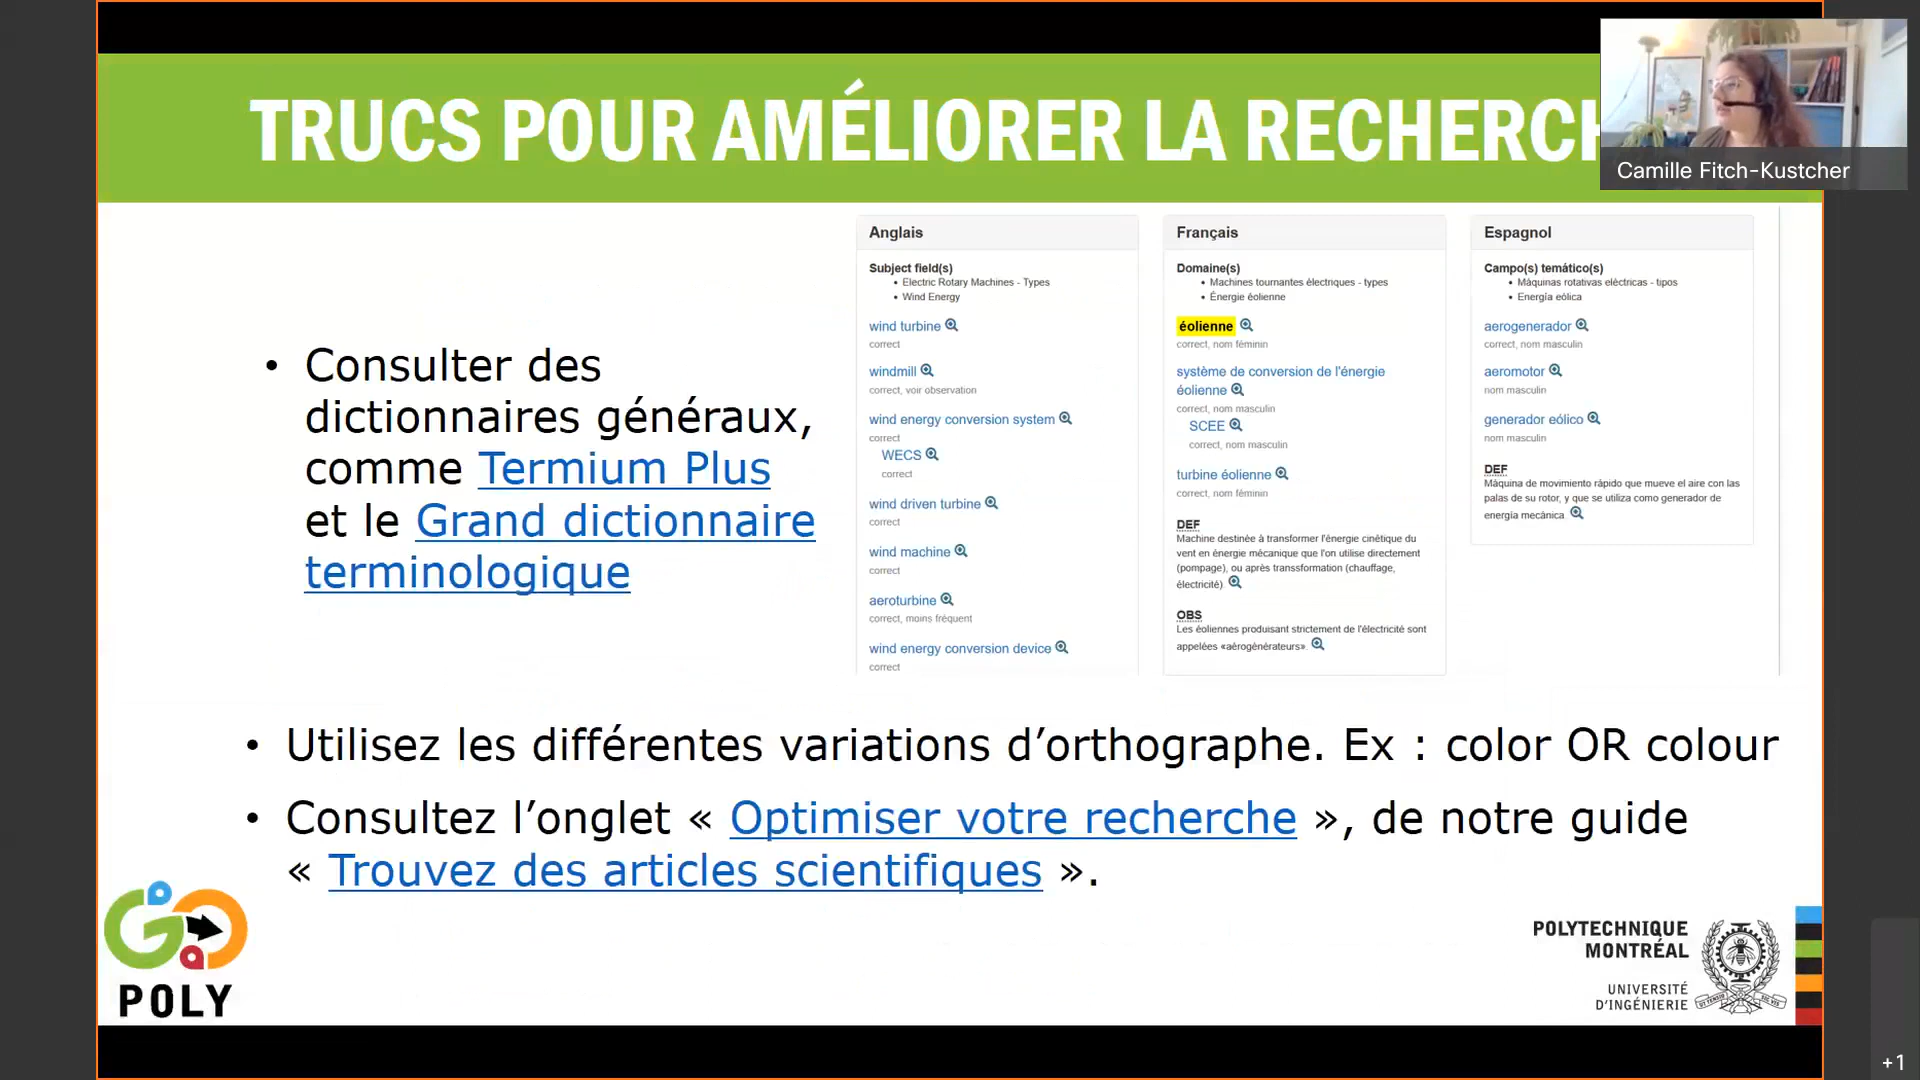 TRUCS POUR AMÉLIORER LA RECHERCH
Camille Fitch-Kustcher
• Consulter des
dictionnaires généraux,
comme Termium Plus
et le Grand dictionnaire
terminologique
Anglais
Subject field(s)
• Electric Rotary Machines - Types
• Wind Energy
wind turbine
correct
windmill
correct, voir observation
wind energy conversion system
correct
WECS
correct
wind driven turbine
correct
wind machine
correct
aeroturbine
correct, moins fréquent
wind energy conversion device
correct
Français
Domaine(s)
• Machines tournantes électriques - types
• Énergie éolienne
éolienne
correct, nom féminin
système de conversion de l'énergie
éolienne
correct, nom masculin
SCEE
correct, nom masculin
turbine éolienne
correct, nom féminin
DEF
Machine destinée à transformer l'énergie cinétique du
vent en énergie mécanique que l'on utilise directement
(pompage), ou après transsformation (chauffage,
électricité).
OBS
Les éoliennes produisant strictement de l'électricité sont
appelées «aérogénérateurs».
Espagnol
Campo(s) temático(s)
• Máquinas rotativas eléctricas - tipos
• Energía eólica
aerogenerador
correct, nom masculin
aeromotor
nom masculin
generador eólico
nom masculin
DEF
Máquina de movimiento rápido que mueve el aire con las
palas de su rotor, y que se utiliza como generador de
energía mecánica.
• Utilisez les différentes variations d’orthographe. Ex : color OR colour
• Consultez l’onglet « Optimiser votre recherche », de notre guide
« Trouvez des articles scientifiques ».
POLY
POLYTECHNIQUE
MONTRÉAL
UNIVERSITÉ
D'INGÉNIERIE
+1